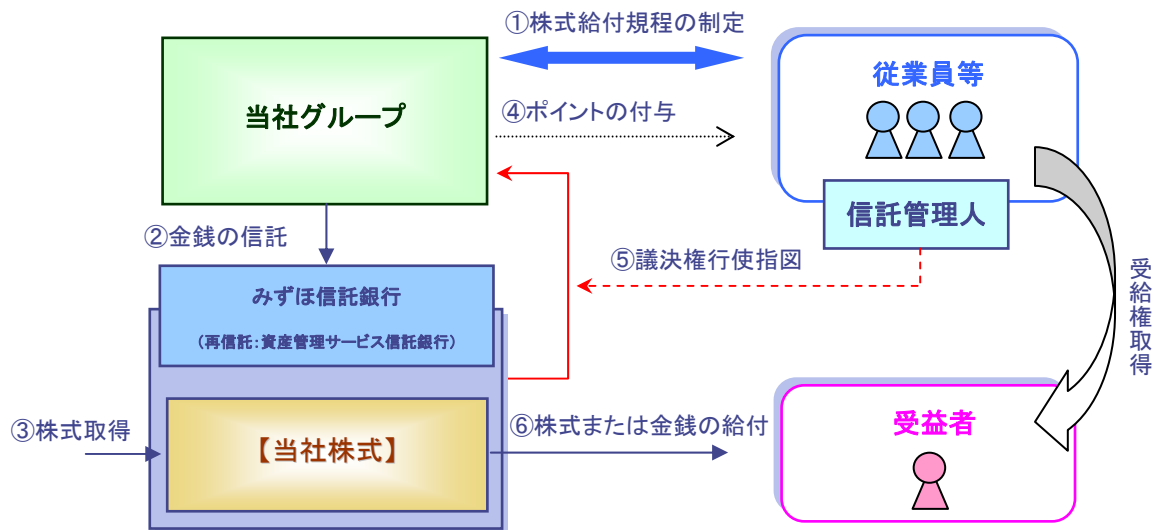 ①株式給付規程の制定
従業員等
当社グループ
④ポイントの付与
信託管理人
②金銭の信託
⑤議決権行使指図
みずほ信託銀行
（再信託：資産管理サービス信託銀行）
受給権取得
③株式取得
【当社株式】
⑥株式または金銭の給付
受益者